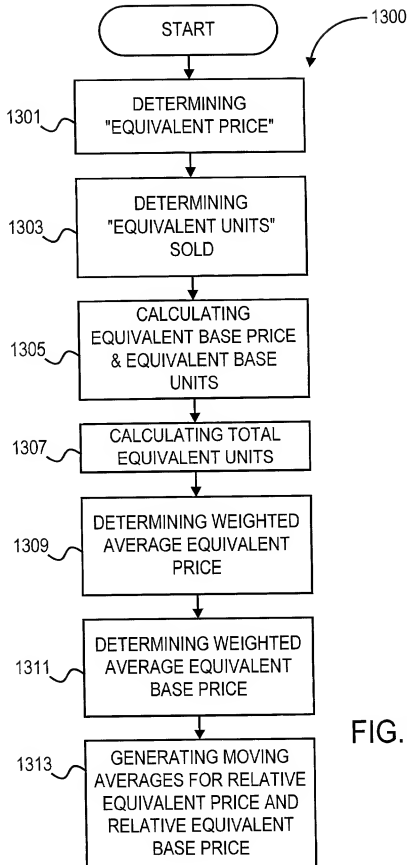 START
1300
1301
DETERMINING
"EQUIVALENT PRICE"
1303
DETERMINING
"EQUIVALENT UNITS"
SOLD
1305
CALCULATING
EQUIVALENT BASE PRICE
& EQUIVALENT BASE
UNITS
1307
CALCULATING TOTAL
EQUIVALENT UNITS
1309
DETERMINING WEIGHTED
AVERAGE EQUIVALENT
PRICE
1311
DETERMINING WEIGHTED
AVERAGE EQUIVALENT
BASE PRICE
FIG.
1313
GENERATING MOVING
AVERAGES FOR RELATIVE
EQUIVALENT PRICE AND
RELATIVE EQUIVALENT
BASE PRICE